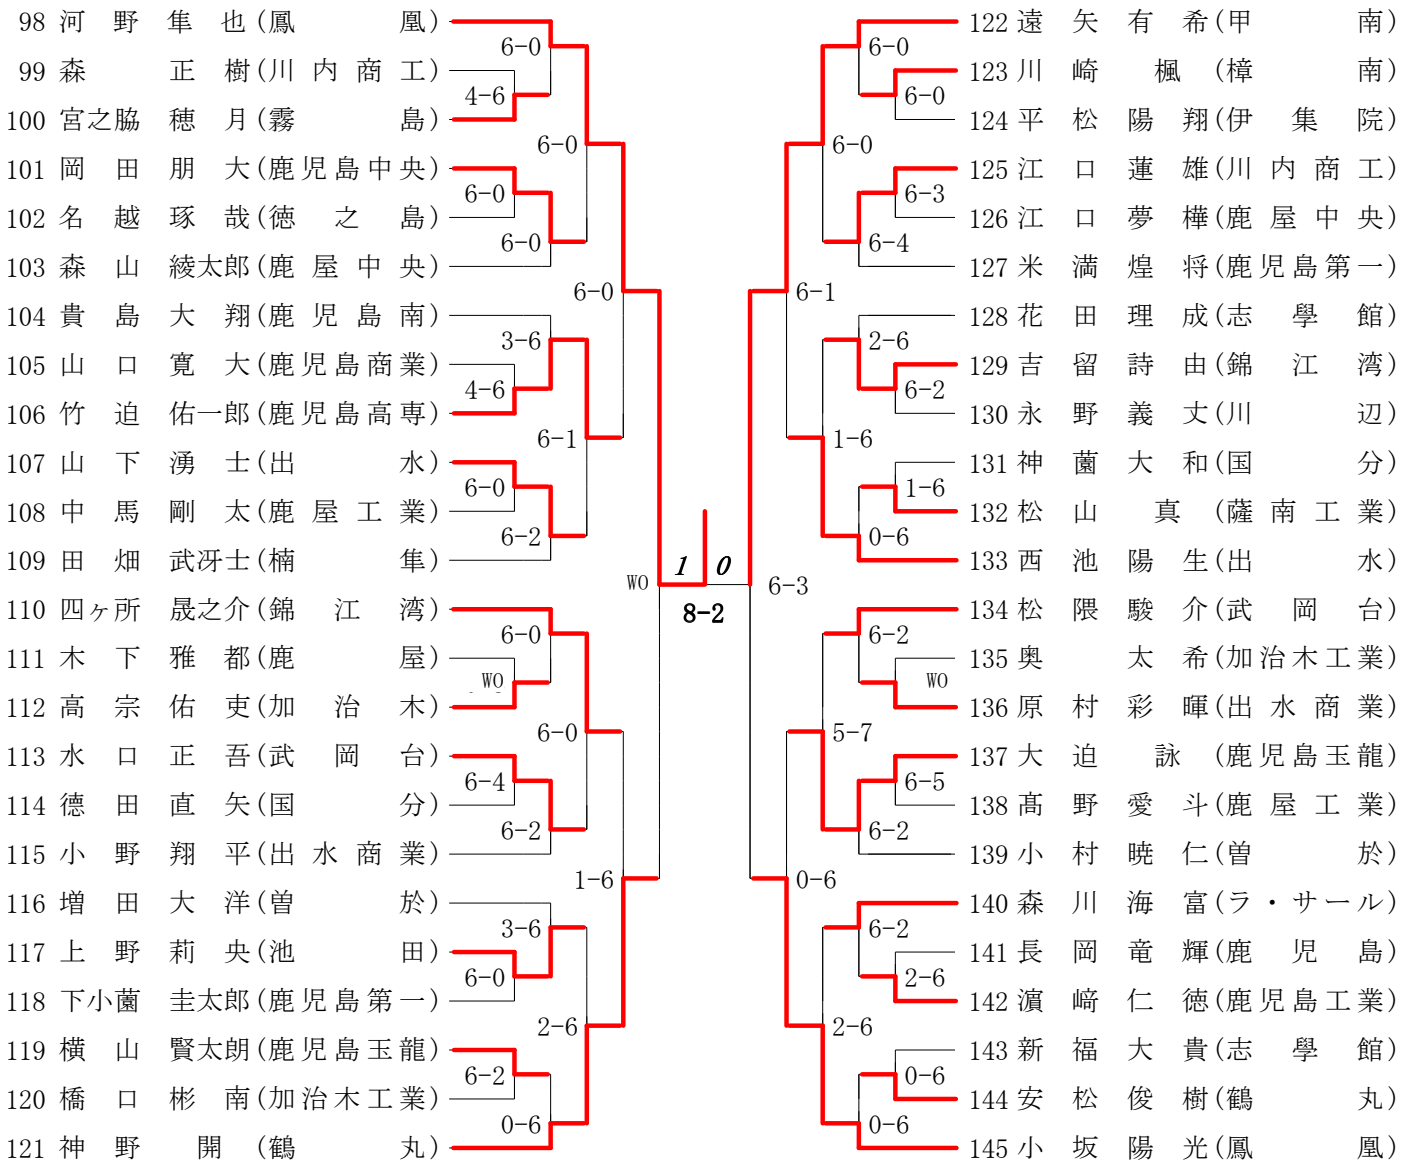 98 河野 隼也(鳳凰)
6-0
99 森 正樹(川内商工)
4-6
100 宮之脇 穂月(霧島)
6-0
101 岡田 朋大(鹿児島中央)
6-0
102 名越 琢哉(徳之島)
6-0
103 森山 綾太郎(鹿屋中央)
6-0
104 貴島 大翔(鹿児島南)
3-6
105 山口 寛大(鹿児島商業)
4-6
106 竹迫 佑一郎(鹿児島高専)
6-1
107 山下 湧士(出水)
6-0
108 中馬 剛太(鹿屋工業)
6-2
109 田畑 武冴士(楠隼)
WO
110 四ヶ所 晟之介(錦江湾)
6-0
111 木下 雅都(鹿屋)
WO
112 高宗 佑吏(加治木)
6-0
113 水口 正吾(武岡台)
6-4
114 德田 直矢(国分)
6-2
115 小野 翔平(出水商業)
1-6
116 増田 大洋(曽於)
3-6
117 上野 莉央(池田)
6-0
118 下小薗 圭太郎(鹿児島第一)
2-6
119 横山 賢太朗(鹿児島玉龍)
6-2
120 橋口 彬南(加治木工業)
0-6
121 神野 開(鶴丸)
1 0
8-2
122 遠矢有希(甲南)
6-0
123 川崎 楓(樟南)
6-0
124 平松陽翔(伊集院)
6-0
125 江口蓮雄(川内商工)
6-3
126 江口夢樺(鹿屋中央)
6-4
127 米満煌将(鹿児島第一)
6-1
128 花田理成(志學館)
2-6
129 吉留詩由(錦江湾)
6-2
130 永野義丈(川辺)
1-6
131 神薗大和(国分)
1-6
132 松山 真(薩南工業)
0-6
133 西池陽生(出水)
6-3
134 松隈駿介(武岡台)
6-2
135 奥 太希(加治木工業)
WO
136 原村彩暉(出水商業)
5-7
137 大迫 詠(鹿児島玉龍)
6-5
138 髙野愛斗(鹿屋工業)
6-2
139 小村暁仁(曽於)
0-6
140 森川海富(ラ・サール)
6-2
141 長岡竜輝(鹿児島)
2-6
142 濵﨑仁徳(鹿児島工業)
2-6
143 新福大貴(志學館)
0-6
144 安松俊樹(鶴丸)
0-6
145 小坂陽光(鳳凰)